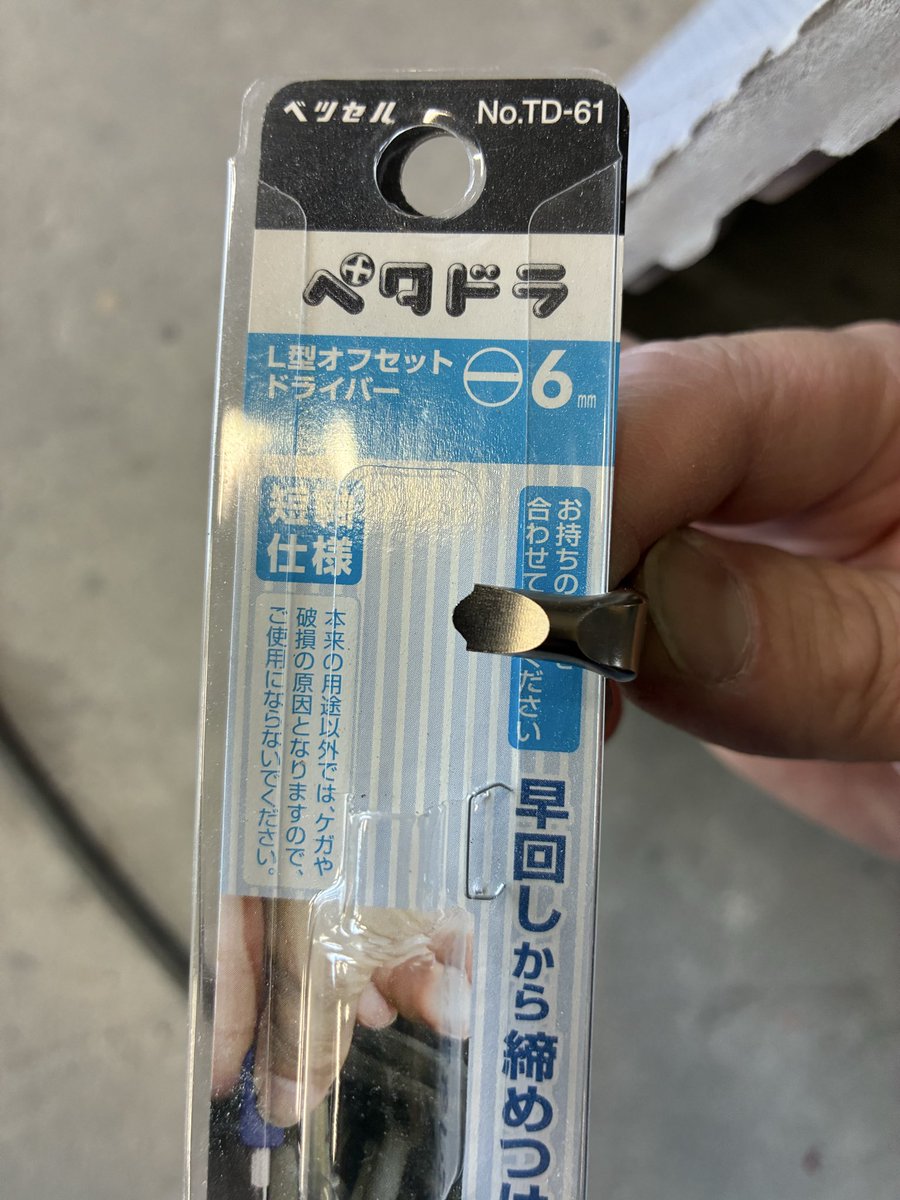 ベッセル No.TD-61
ペタドラ
L型オフセット
ドライバー
6mm
短軸
仕様
お持ちの
合わせて
ださい
本来の用途以外では、ケガや
破損の原因となりますので、
ご使用にならないでください。
早回しから締めつけ